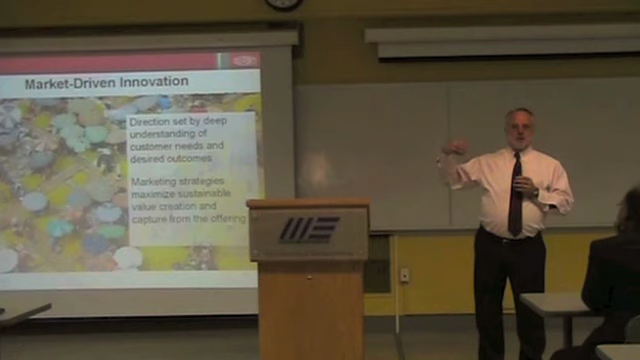 Market-Driven Innovation
Direction set by deep
understanding of
customer needs and
desired outcomes
Marketing strategies
maximize sustainable
value creation and
capture from the offering